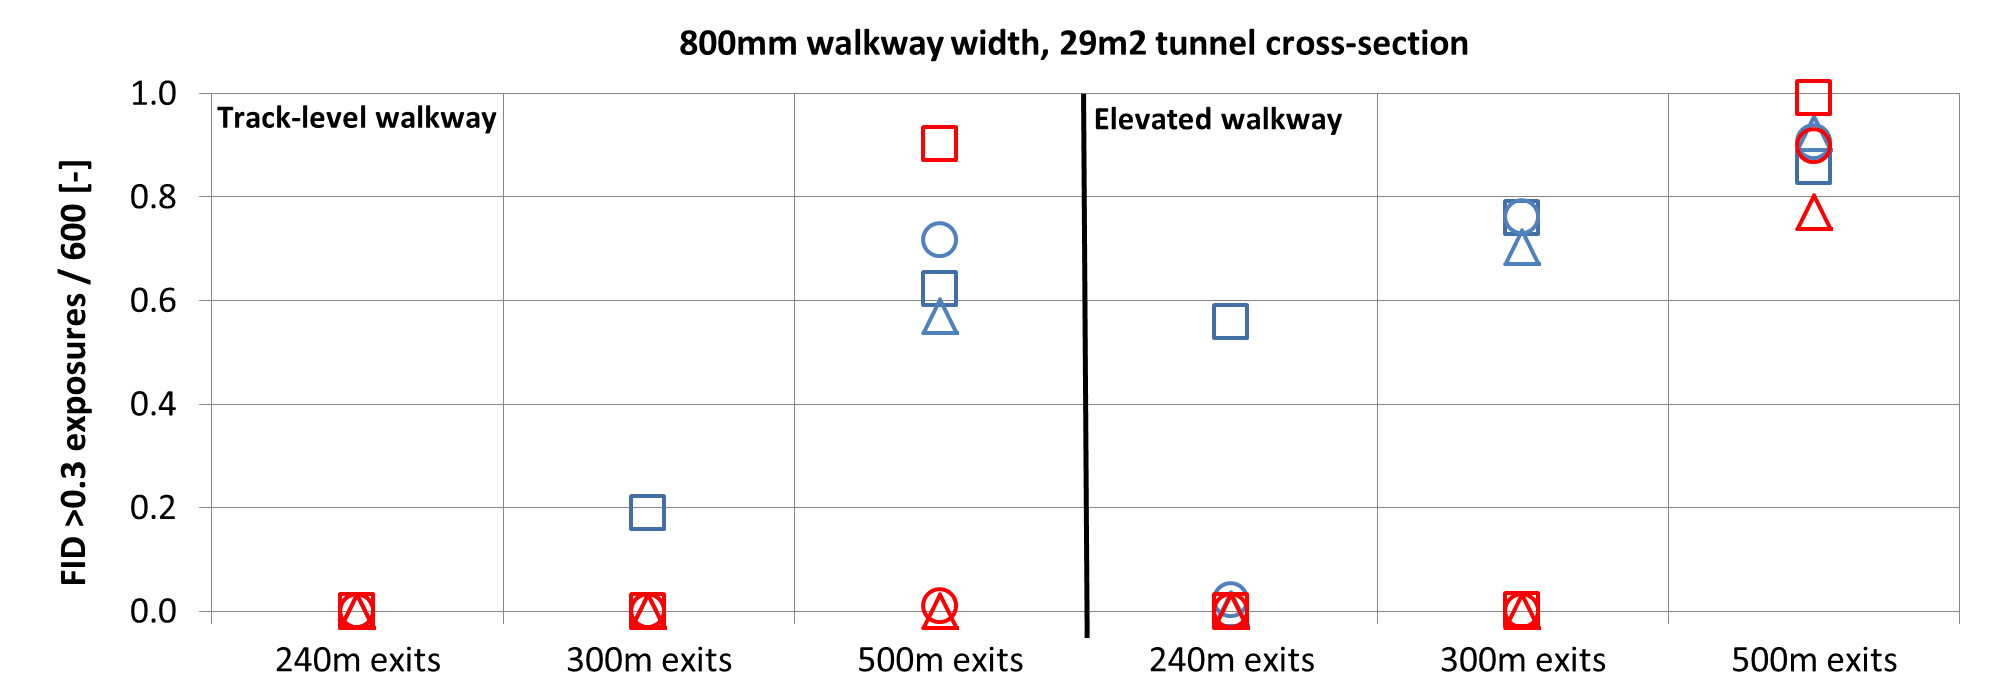 800mm walkway width, 29m2 tunnel cross-section
FID >0.3 exposures / 600 [-]
1.0
0.8
0.6
0.4
0.2
0.0
Track-level walkway
Elevated walkway
240m exits
300m exits
500m exits
240m exits
300m exits
500m exits